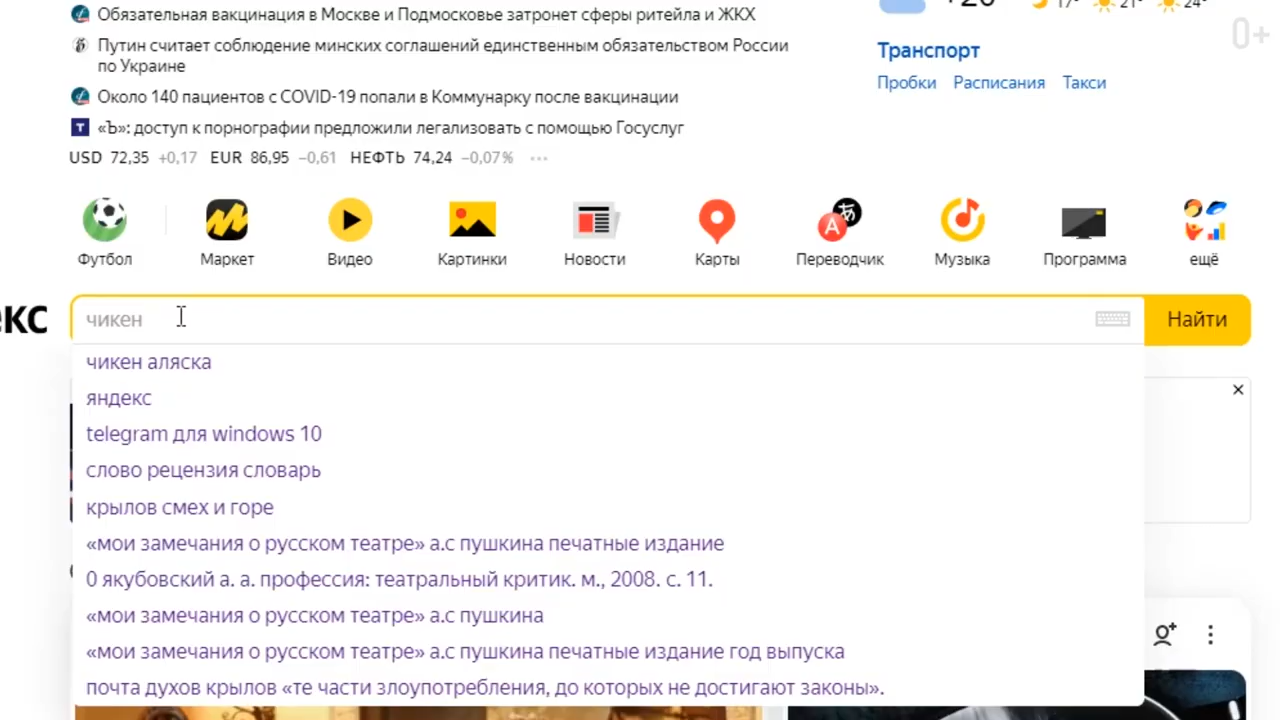 Обязательная вакцинация в Москве и Подмосковье затронет сферы ритейла и ЖКХ
Путин считает соблюдение минских соглашений единственным обязательством России
по Украине
Около 140 пациентов с COVID-19 попали в Коммунарку после вакцинации
«Ъ»: доступ к порнографии предложили легализовать с помощью Госуслуг
USD 72,35 +0,17 EUR 86,95 −0,61 НЕФТЬ 74,24 −0,07% ···
17° 21° 24°
0+
Транспорт
Пробки Расписания Такси
Футбол Маркет Видео Картинки Новости Карты Переводчик Музыка Программа ещё
екс
чикен
Найти
чикен аляска
яндекс
telegram для windows 10
слово рецензия словарь
крылов смех и горе
«мои замечания о русском театре» а.с пушкина печатные издание
0 якубовский а. а. профессия: театральный критик. м., 2008. с. 11.
«мои замечания о русском театре» а.с пушкина
«мои замечания о русском театре» а.с пушкина печатные издание год выпуска
почта духов крылов «те части злоупотребления, до которых не достигают законы».